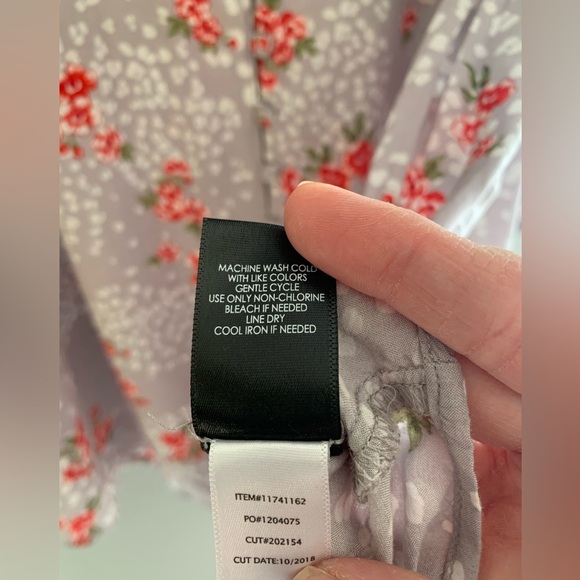 MACHINE WASH COLD
WITH LIKE COLORS
GENTLE CYCLE
USE ONLY NON-CHLORINE
BLEACH IF NEEDED
LINE DRY
COOL IRON IF NEEDED
ITEM#11741162
PO#1204075
CUT#202154
CUT DATE:10/2018